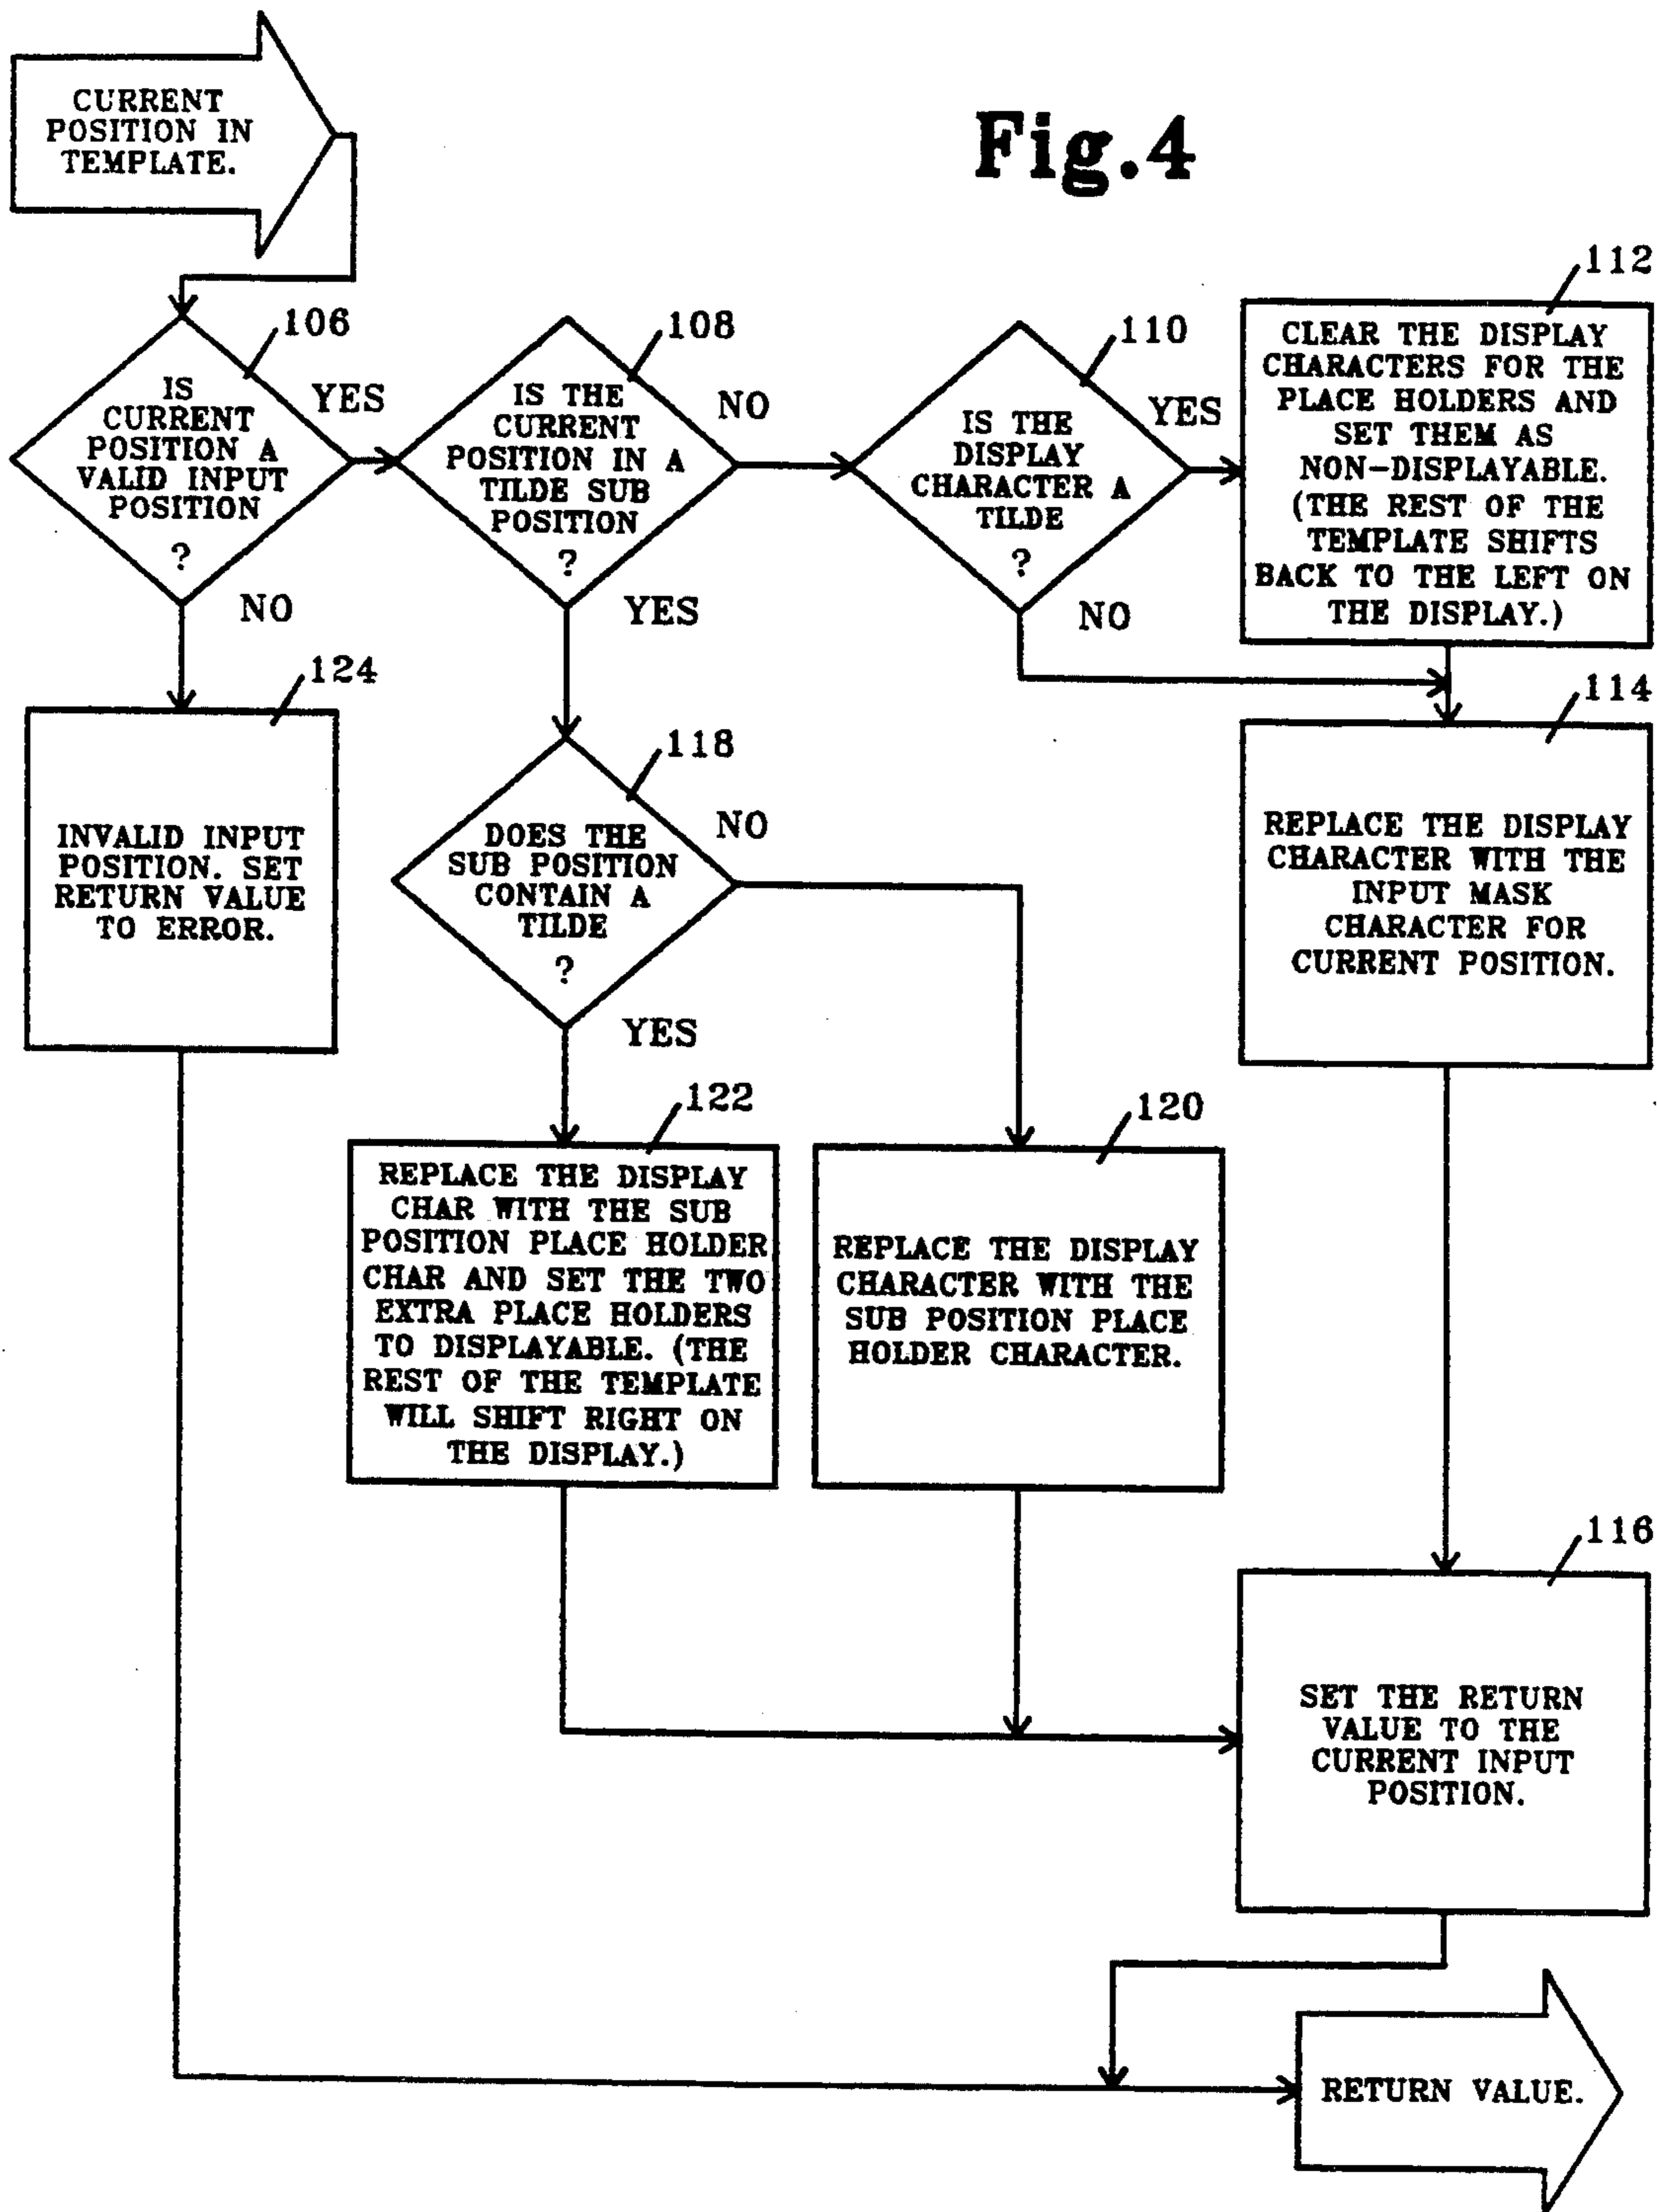 CURRENT
POSITION IN
TEMPLATE.
Fig.4
106
IS
CURRENT
POSITION A
VALID INPUT
POSITION
?
YES
NO
108
IS THE
CURRENT
POSITION IN A
TILDE SUB
POSITION
?
NO
YES
110
IS THE
DISPLAY
CHARACTER A
TILDE
?
YES
NO
112
CLEAR THE DISPLAY
CHARACTERS FOR THE
PLACE HOLDERS AND
SET THEM AS
NON-DISPLAYABLE.
(THE REST OF THE
TEMPLATE SHIFTS
BACK TO THE LEFT ON
THE DISPLAY.)
124
INVALID INPUT
POSITION. SET
RETURN VALUE
TO ERROR.
118
DOES THE
SUB POSITION
CONTAIN A
TILDE
?
NO
YES
114
REPLACE THE DISPLAY
CHARACTER WITH THE
INPUT MASK
CHARACTER FOR
CURRENT POSITION.
122
REPLACE THE DISPLAY
CHAR WITH THE SUB
POSITION PLACE HOLDER
CHAR AND SET THE TWO
EXTRA PLACE HOLDERS
TO DISPLAYABLE. (THE
REST OF THE TEMPLATE
WILL SHIFT RIGHT ON
THE DISPLAY.)
120
REPLACE THE DISPLAY
CHARACTER WITH THE
SUB POSITION PLACE
HOLDER CHARACTER.
116
SET THE RETURN
VALUE TO THE
CURRENT INPUT
POSITION.
RETURN VALUE.